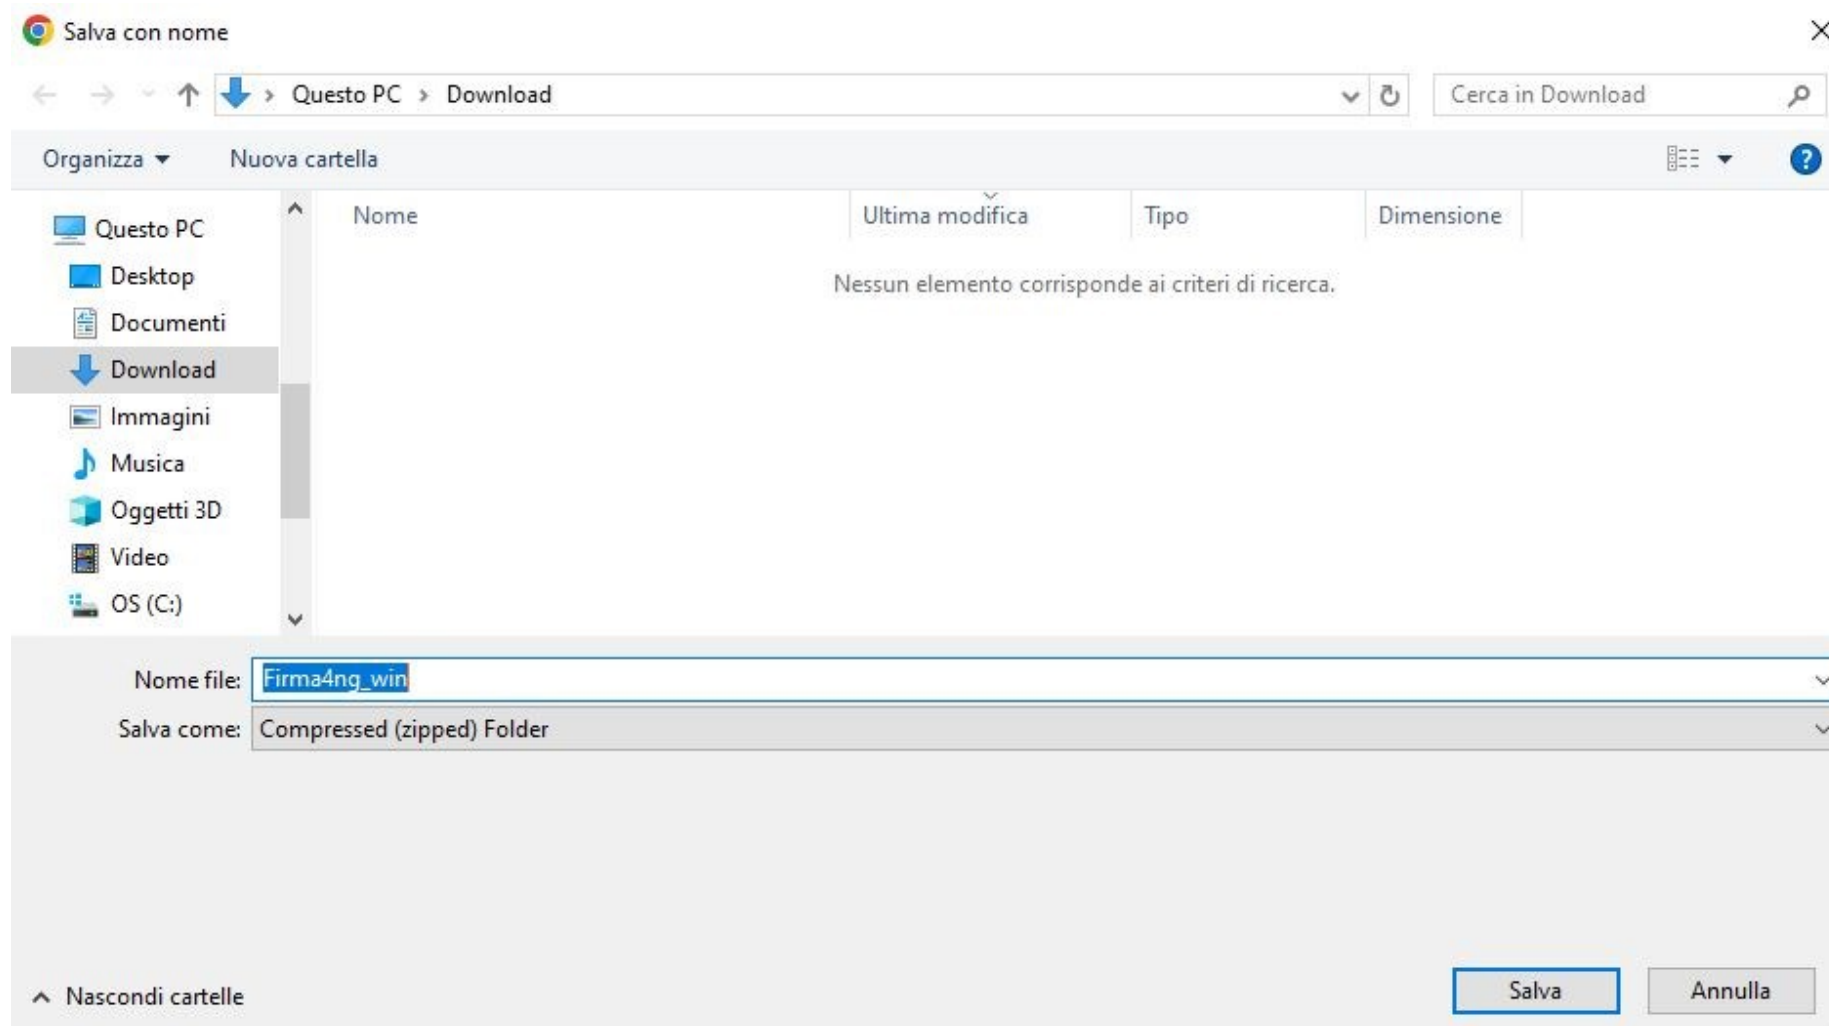 Salva con nome
Questo PC > Download
Cerca in Download
Organizza
Nuova cartella
Nome
Ultima modifica
Tipo
Dimensione
Nessun elemento corrisponde ai criteri di ricerca.
Questo PC
Desktop
Documenti
Download
Immagini
Musica
Oggetti 3D
Video
OS (C:)
Nome file: Firma4ng_win
Salva come: Compressed (zipped) Folder
Nascondi cartelle
Salva
Annulla